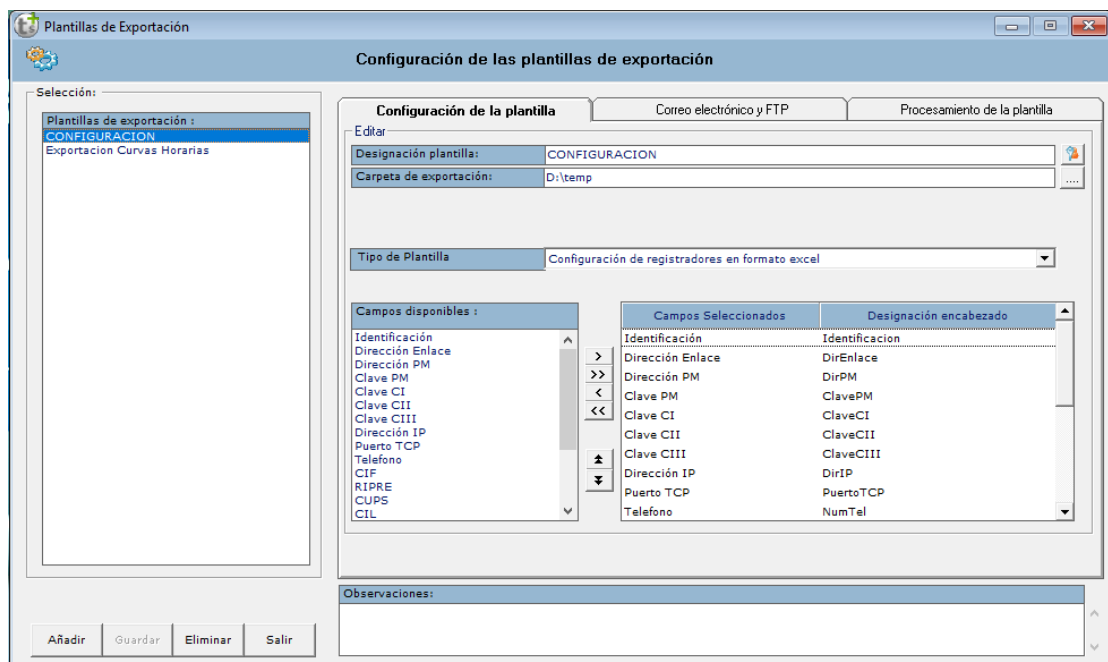 Plantillas de Exportación
Configuración de las plantillas de exportación
Selección:
Plantillas de exportación :
CONFIGURACION
Exportacion Curvas Horarias
Configuración de la plantilla
Correo electrónico y FTP
Procesamiento de la plantilla
Editar
Designación plantilla: CONFIGURACION
Carpeta de exportación: D:\temp
....
Tipo de Plantilla Configuración de registradores en formato excel
Campos disponibles :
Identificación
Dirección Enlace
Dirección PM
Clave PM
Clave CI
Clave CII
Clave CIII
Dirección IP
Puerto TCP
Telefono
CIF
RIPRE
CUPS
CIL
>
>>
<
<<
Campos Seleccionados Designación encabezado
Identificación Identificacion
Dirección Enlace DirEnlace
Dirección PM DirPM
Clave PM ClavePM
Clave CI ClaveCI
Clave CII ClaveCII
Clave CIII ClaveCIII
Dirección IP DirIP
Puerto TCP PuertoTCP
Telefono NumTel
Observaciones:
Añadir Guardar Eliminar Salir